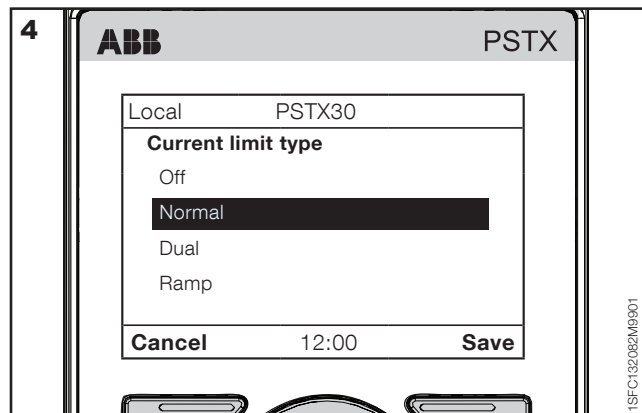 4
ABB PSTX
Local PSTX30
Current limit type
Off
Normal
Dual
Ramp
Cancel 12:00 Save
1SFC132082M9901